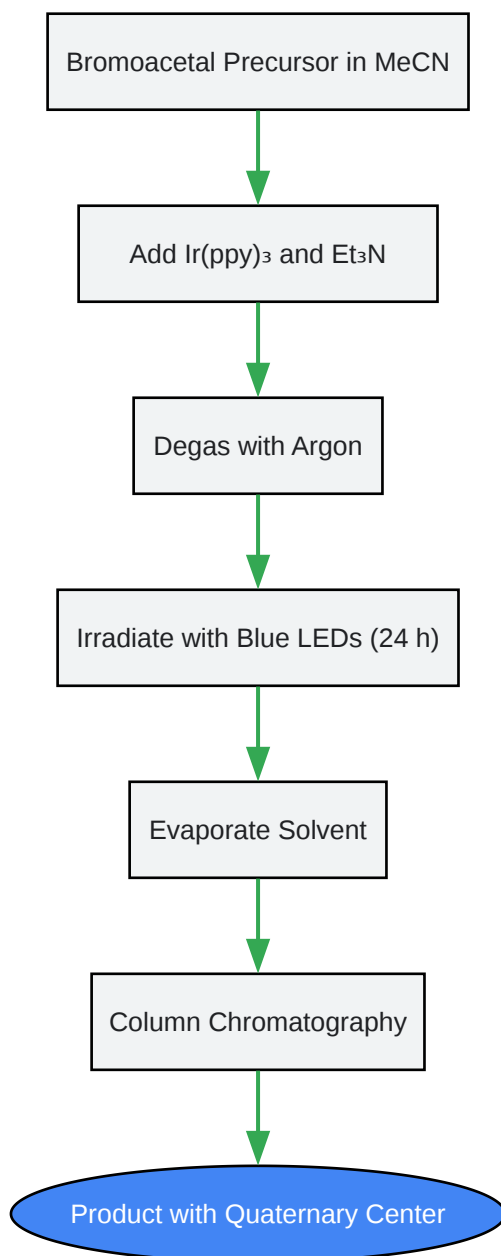 Bromoacetal Precursor in MeCN
Add Ir(ppy)₃ and Et₃N
Degas with Argon
Irradiate with Blue LEDs (24 h)
Evaporate Solvent
Column Chromatography
Product with Quaternary Center